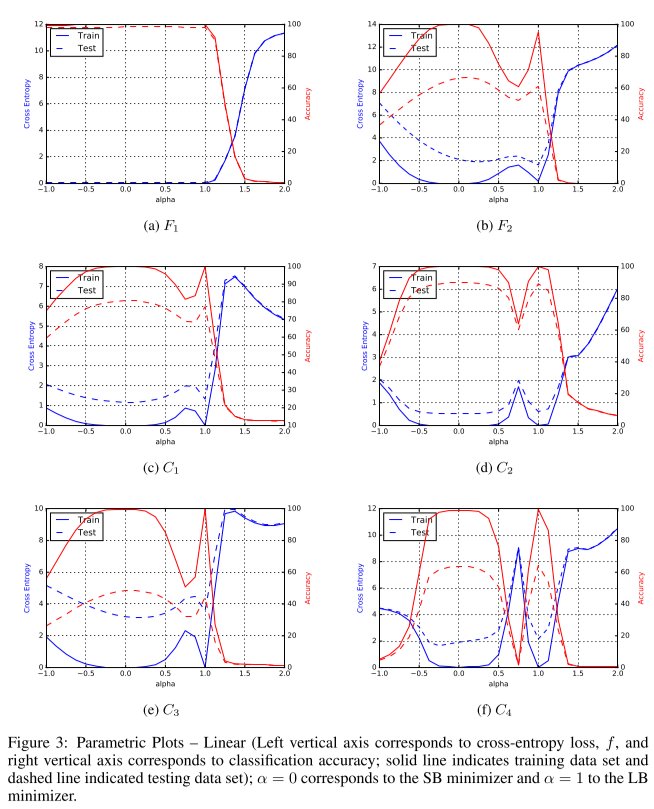 12
10
8
6
4
2
0
Cross Entropy
Train
Test
100
80
60
40
20
0
Accuracy
−1.0 −0.5 0.0 0.5 1.0 1.5 2.0
alpha
(a) F1
14
12
10
8
6
4
2
0
Cross Entropy
Train
Test
100
80
60
40
20
0
Accuracy
−1.0 −0.5 0.0 0.5 1.0 1.5 2.0
alpha
(b) F2
8
7
6
5
4
3
2
1
0
Cross Entropy
Train
Test
100
90
80
70
60
50
40
30
20
10
Accuracy
−1.0 −0.5 0.0 0.5 1.0 1.5 2.0
alpha
(c) C1
7
6
5
4
3
2
1
0
Cross Entropy
Train
Test
100
80
60
40
20
0
Accuracy
−1.0 −0.5 0.0 0.5 1.0 1.5 2.0
alpha
(d) C2
10
8
6
4
2
0
Cross Entropy
Train
Test
100
80
60
40
20
0
Accuracy
−1.0 −0.5 0.0 0.5 1.0 1.5 2.0
alpha
(e) C3
12
10
8
6
4
2
0
Cross Entropy
Train
Test
100
80
60
40
20
0
Accuracy
−1.0 −0.5 0.0 0.5 1.0 1.5 2.0
alpha
(f) C4
Figure 3: Parametric Plots – Linear (Left vertical axis corresponds to cross-entropy loss, f, and
right vertical axis corresponds to classification accuracy; solid line indicates training data set and
dashed line indicated testing data set); α = 0 corresponds to the SB minimizer and α = 1 to the LB
minimizer.